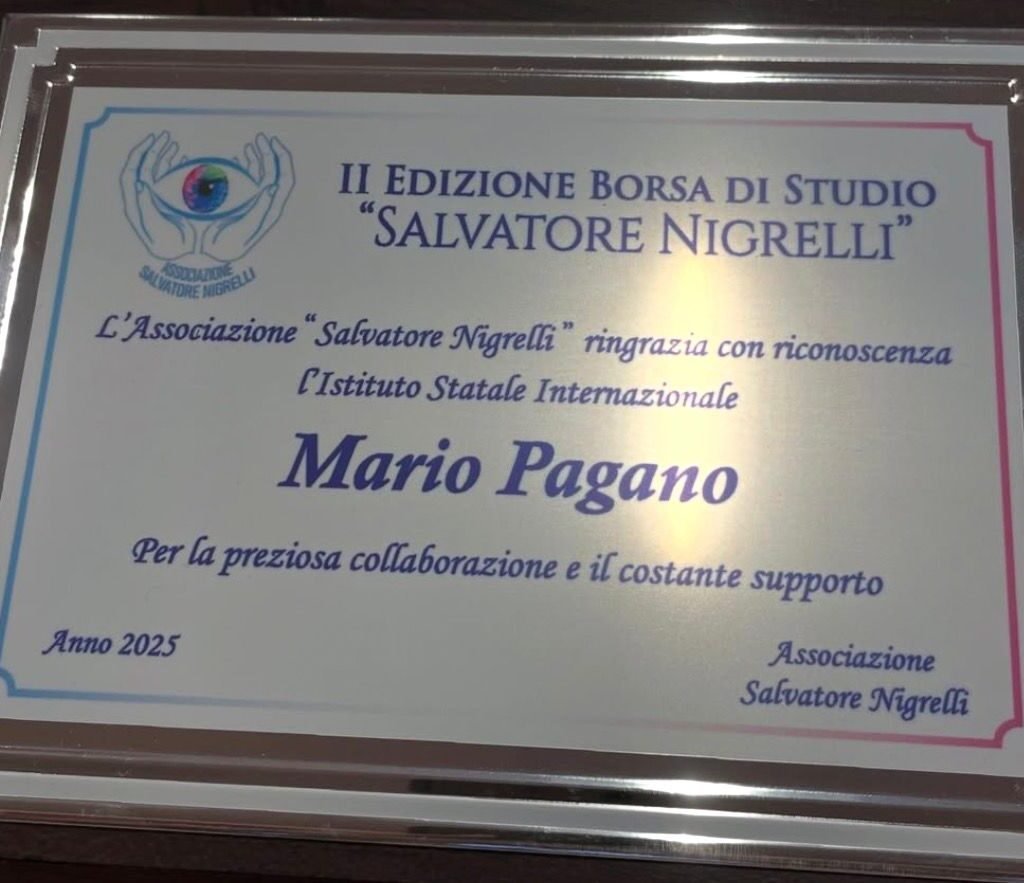 II EDIZIONE BORSA DI STUDIO
“SALVATORE NIGRELLI”
ASSOCIAZIONE
SALVATORE NIGRELLI
L'Associazione “Salvatore Nigrelli” ringrazia con riconoscenza
l'Istituto Statale Internazionale
Mario Pagano
Per la preziosa collaborazione e il costante supporto
Anno 2025
Associazione
Salvatore Nigrelli